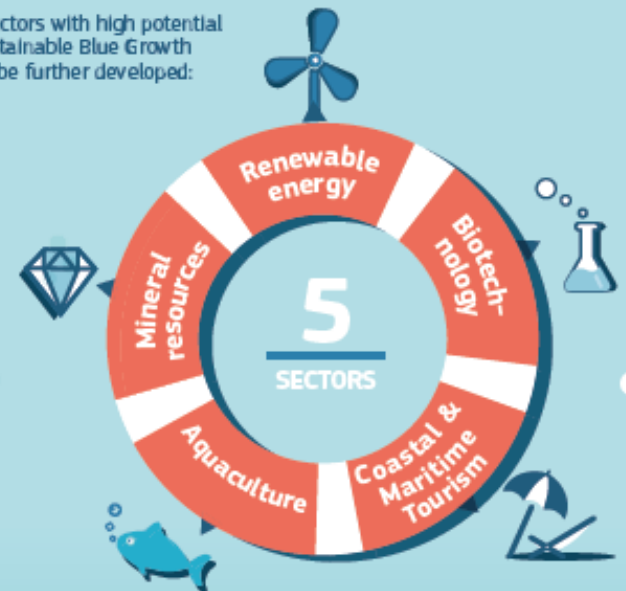 ctors with high potential
tainable Blue Growth
be further developed:
Renewable
energy
Biotech-
nology
Coastal &
Maritime
Tourism
Aquaculture
Mineral
resources
5
SECTORS